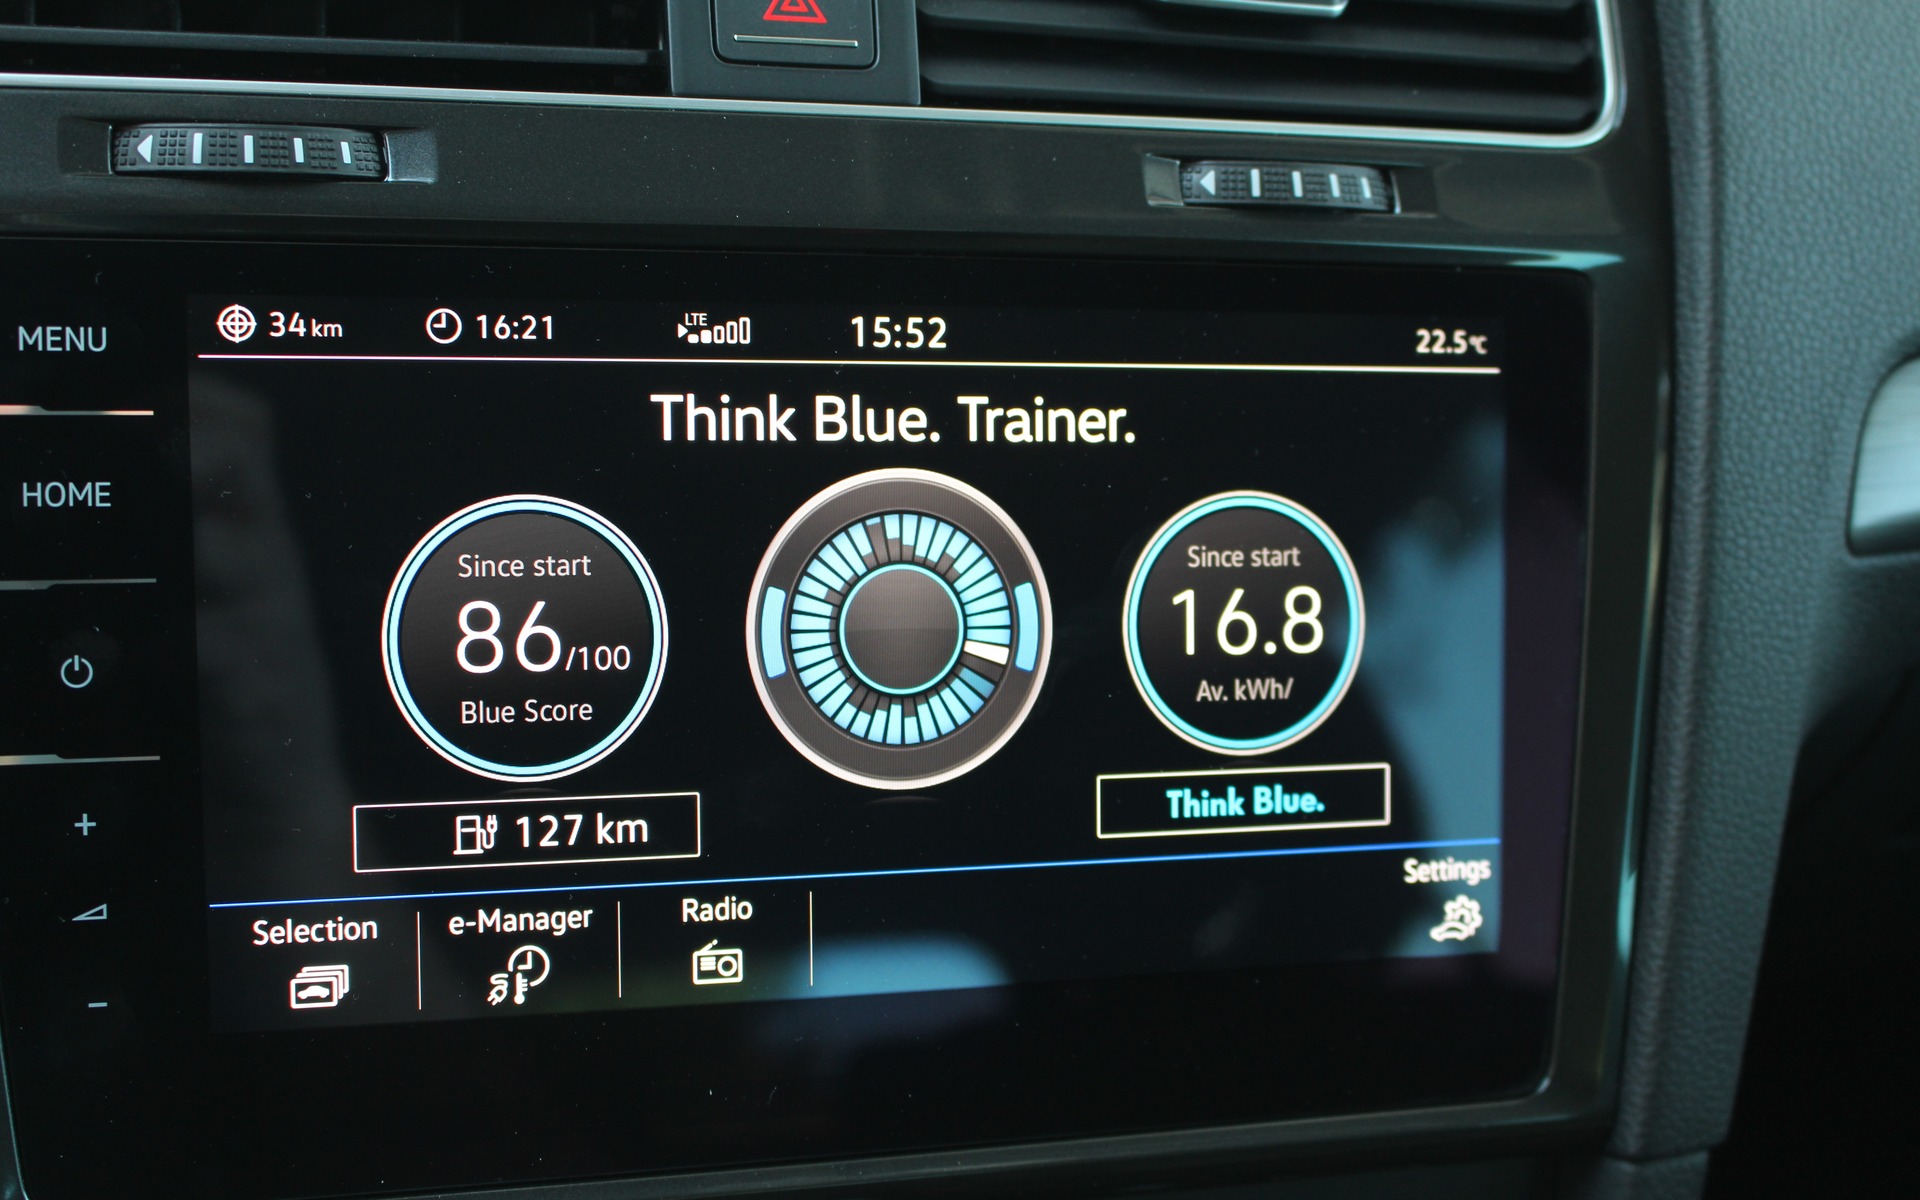 MENU
HOME
34 km
16:21
LTE
15:52
22.5°C
Think Blue. Trainer.
Since start
86/100
Blue Score
Since start
16.8
Av. kWh/
127 km
Think Blue.
Selection
e-Manager
Radio
Settings
+
−